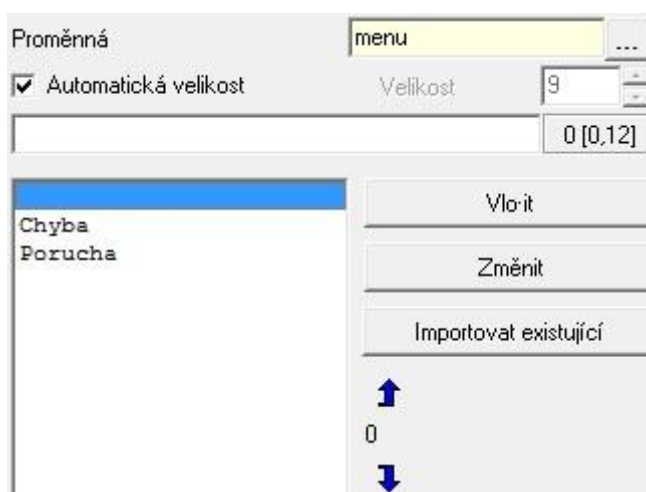 Proměnná menu ...
Automatická velikost Velikost 9
0 [0,12]
Vlo·it
Chyba
Porucha
Změnit
Importovat existující
0